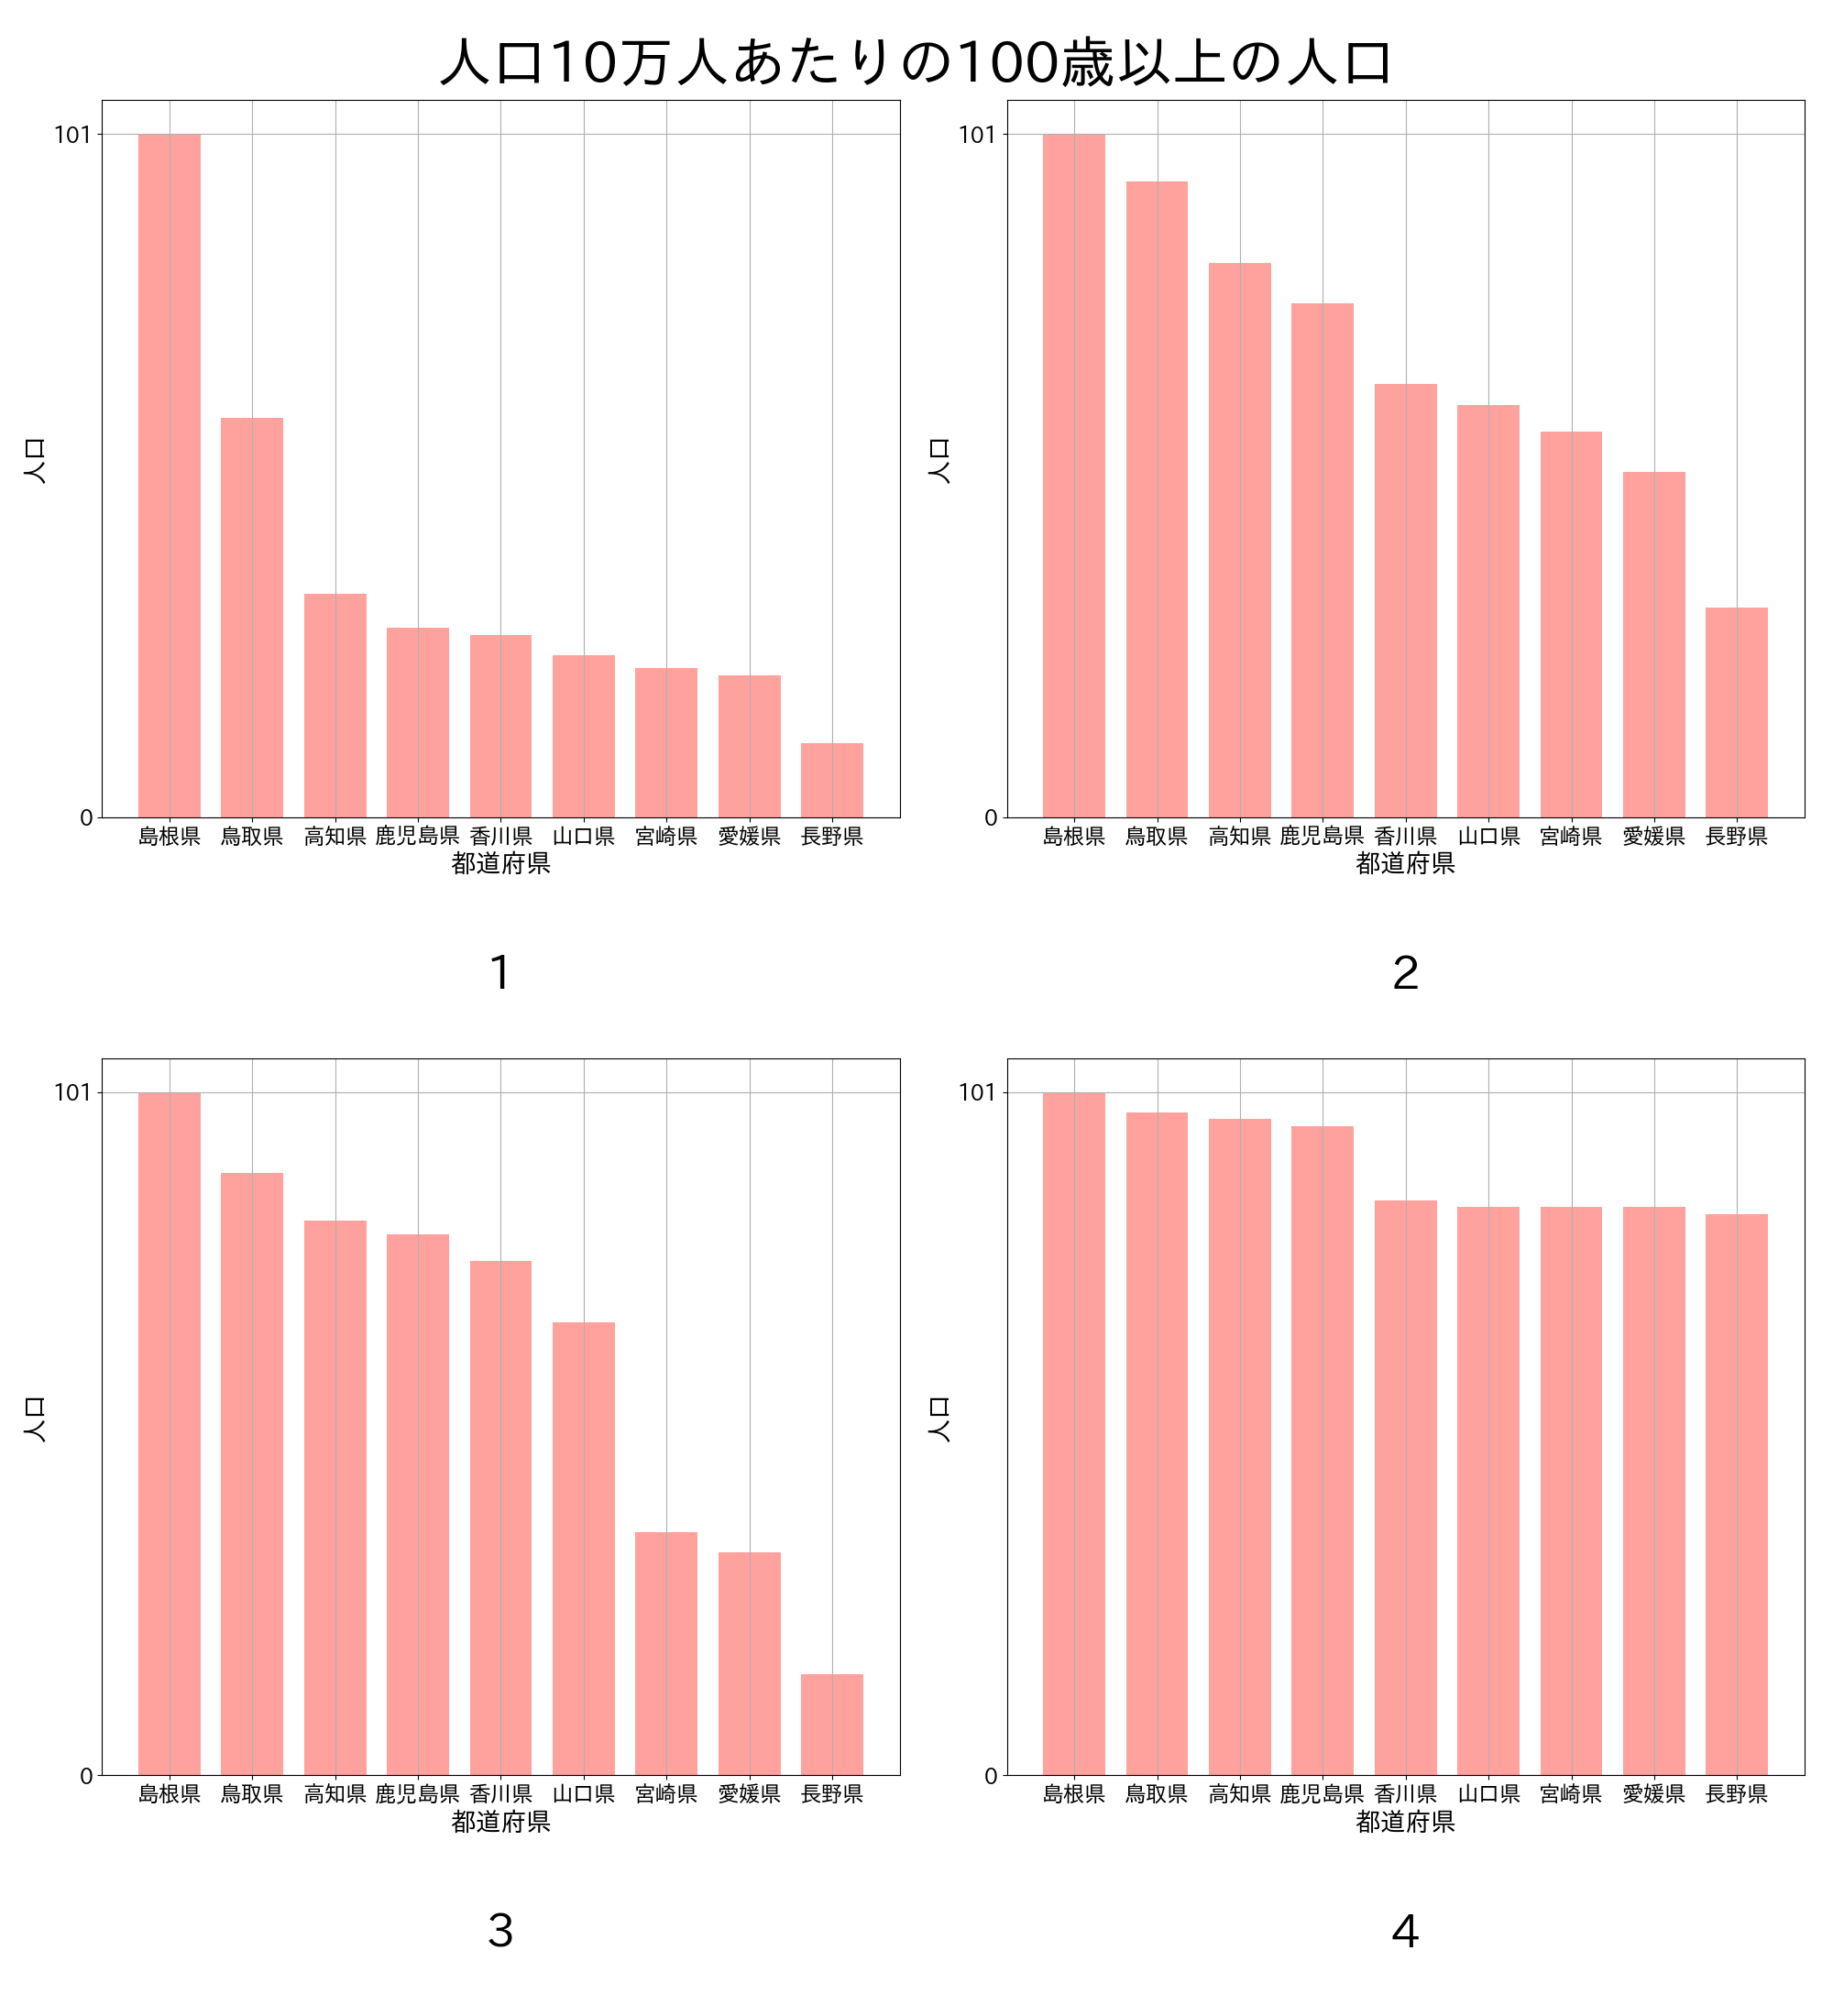 人口10万人あたりの100歳以上の人口
101
0
人口
島根県 鳥取県 高知県 鹿児島県 香川県 山口県 宮崎県 愛媛県 長野県
都道府県
1
101
0
人口
島根県 鳥取県 高知県 鹿児島県 香川県 山口県 宮崎県 愛媛県 長野県
都道府県
2
101
0
人口
島根県 鳥取県 高知県 鹿児島県 香川県 山口県 宮崎県 愛媛県 長野県
都道府県
3
101
0
人口
島根県 鳥取県 高知県 鹿児島県 香川県 山口県 宮崎県 愛媛県 長野県
都道府県
4